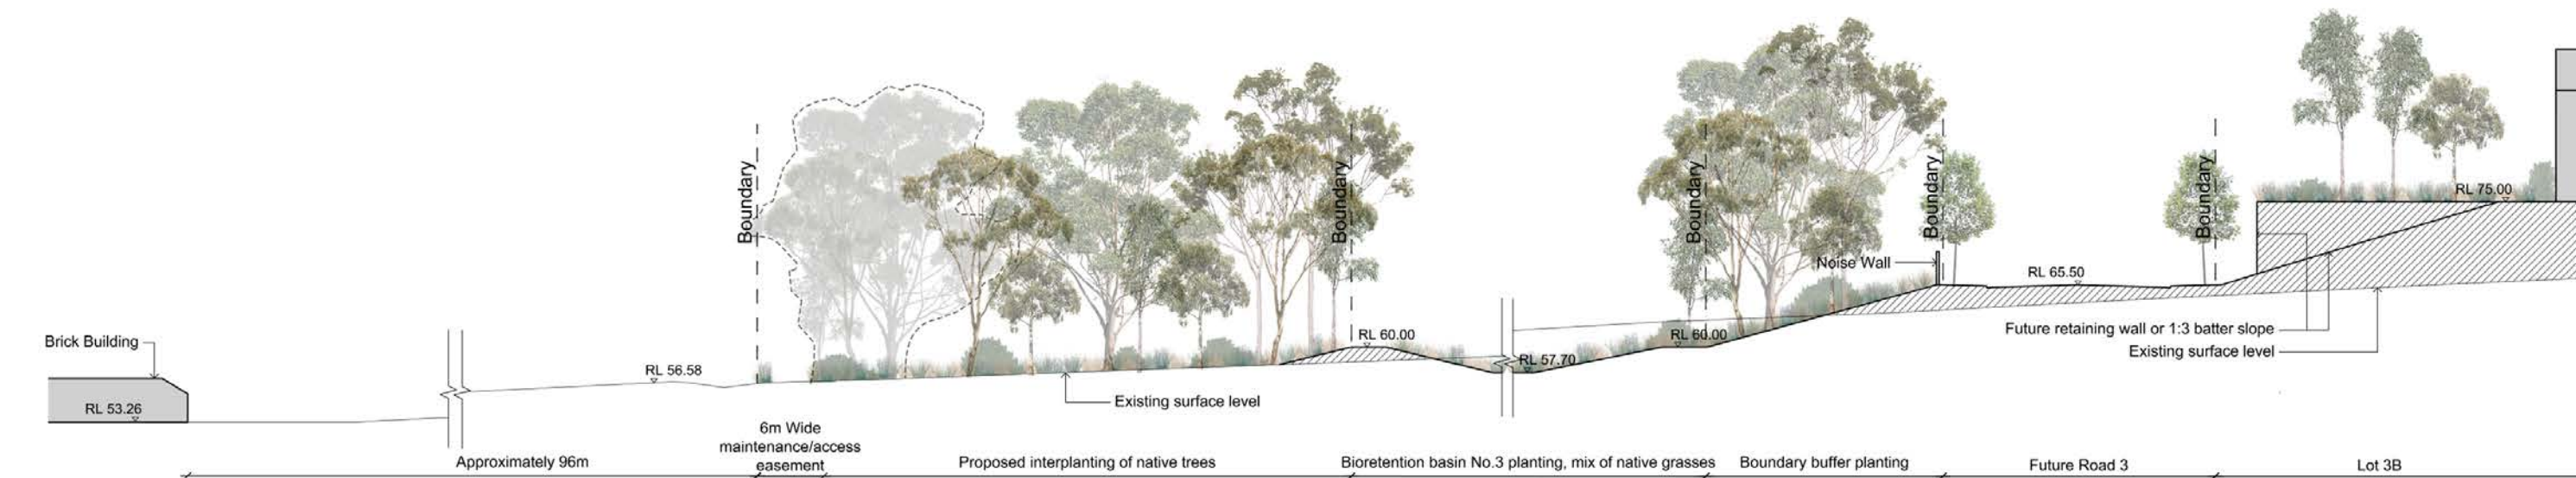 Boundary
Boundary
Boundary
Boundary
Boundary
RL 75.00
Noise Wall
RL 65.50
Brick Building
RL 60.00
RL 60.00
Future retaining wall or 1:3 batter slope
Existing surface level
RL 57.70
RL 56.58
RL 53.26
Existing surface level
Approximately 96m
6m Wide
maintenance/access
easement
Proposed interplanting of native trees
Bioretention basin No.3 planting, mix of native grasses
Boundary buffer planting
Future Road 3
Lot 3B